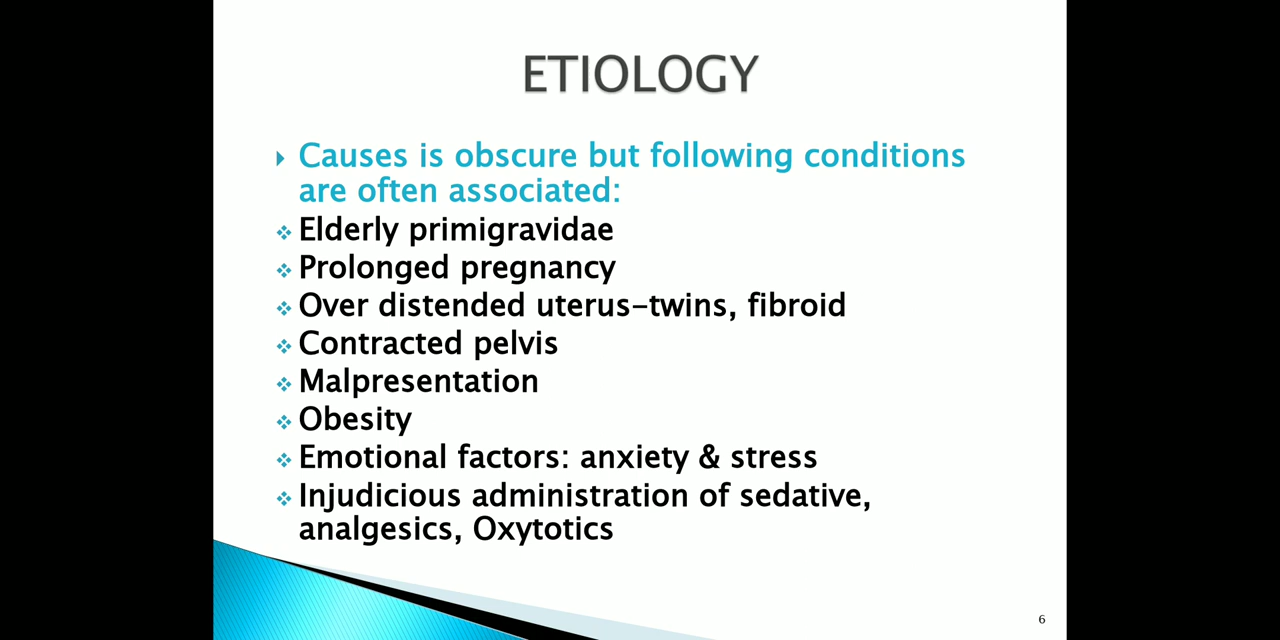 ETIOLOGY
Causes is obscure but following conditions
are often associated:
Elderly primigravidae
Prolonged pregnancy
Over distended uterus-twins, fibroid
Contracted pelvis
Malpresentation
Obesity
Emotional factors: anxiety & stress
Injudicious administration of sedative,
analgesics, Oxytotics
6